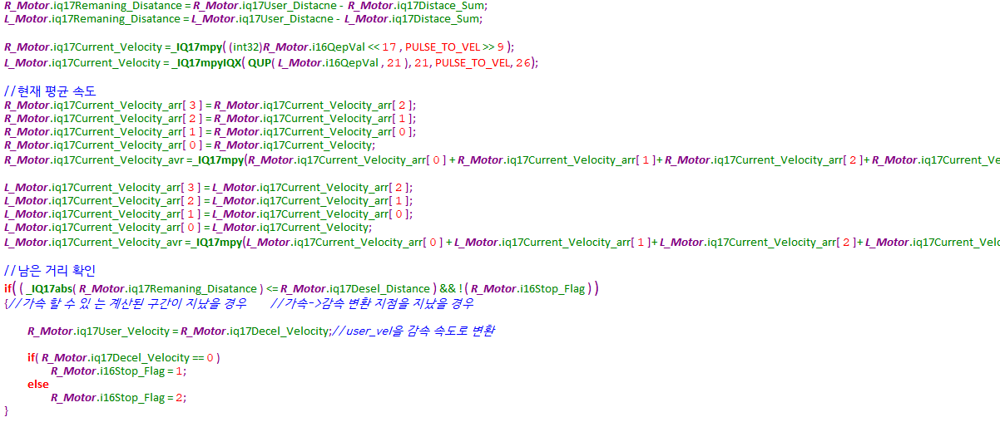 R_Motor.iq17Remaning_Disatance = R_Motor.iq17User_Distacne - R_Motor.iq17Distace_Sum;
L_Motor.iq17Remaning_Disatance = L_Motor.iq17User_Distacne - L_Motor.iq17Distace_Sum;
R_Motor.iq17Current_Velocity = _IQ17mpy( (int32)R_Motor.i16QepVal << 17 , PULSE_TO_VEL >> 9 );
L_Motor.iq17Current_Velocity = _IQ17mpyIQX( QUP( L_Motor.i16QepVal , 21 ), 21, PULSE_TO_VEL, 26);
//현재 평균 속도
R_Motor.iq17Current_Velocity_arr[ 3 ] = R_Motor.iq17Current_Velocity_arr[ 2 ];
R_Motor.iq17Current_Velocity_arr[ 2 ] = R_Motor.iq17Current_Velocity_arr[ 1 ];
R_Motor.iq17Current_Velocity_arr[ 1 ] = R_Motor.iq17Current_Velocity_arr[ 0 ];
R_Motor.iq17Current_Velocity_arr[ 0 ] = R_Motor.iq17Current_Velocity;
R_Motor.iq17Current_Velocity_avr =_IQ17mpy(R_Motor.iq17Current_Velocity_arr[ 0 ] + R_Motor.iq17Current_Velocity_arr[ 1 ]+ R_Motor.iq17Current_Velocity_arr[ 2 ]+ R_Motor.iq17Current_Ve
L_Motor.iq17Current_Velocity_arr[ 3 ] = L_Motor.iq17Current_Velocity_arr[ 2 ];
L_Motor.iq17Current_Velocity_arr[ 2 ] = L_Motor.iq17Current_Velocity_arr[ 1 ];
L_Motor.iq17Current_Velocity_arr[ 1 ] = L_Motor.iq17Current_Velocity_arr[ 0 ];
L_Motor.iq17Current_Velocity_arr[ 0 ] = L_Motor.iq17Current_Velocity;
L_Motor.iq17Current_Velocity_avr =_IQ17mpy(L_Motor.iq17Current_Velocity_arr[ 0 ] + L_Motor.iq17Current_Velocity_arr[ 1 ]+ L_Motor.iq17Current_Velocity_arr[ 2 ]+ L_Motor.iq17Current_Velo
//남은 거리 확인
if( ( _IQ17abs( R_Motor.iq17Remaning_Disatance ) <= R_Motor.iq17Desel_Distance ) && !( R_Motor.i16Stop_Flag ) )
{//가속 할 수 있 는 계산된 구간이 지났을 경우 //가속->감속 변환 지점을 지났을 경우
R_Motor.iq17User_Velocity = R_Motor.iq17Decel_Velocity;//user_vel을 감속 속도로 변환
if( R_Motor.iq17Decel_Velocity == 0 )
R_Motor.i16Stop_Flag = 1;
else
R_Motor.i16Stop_Flag = 2;
}